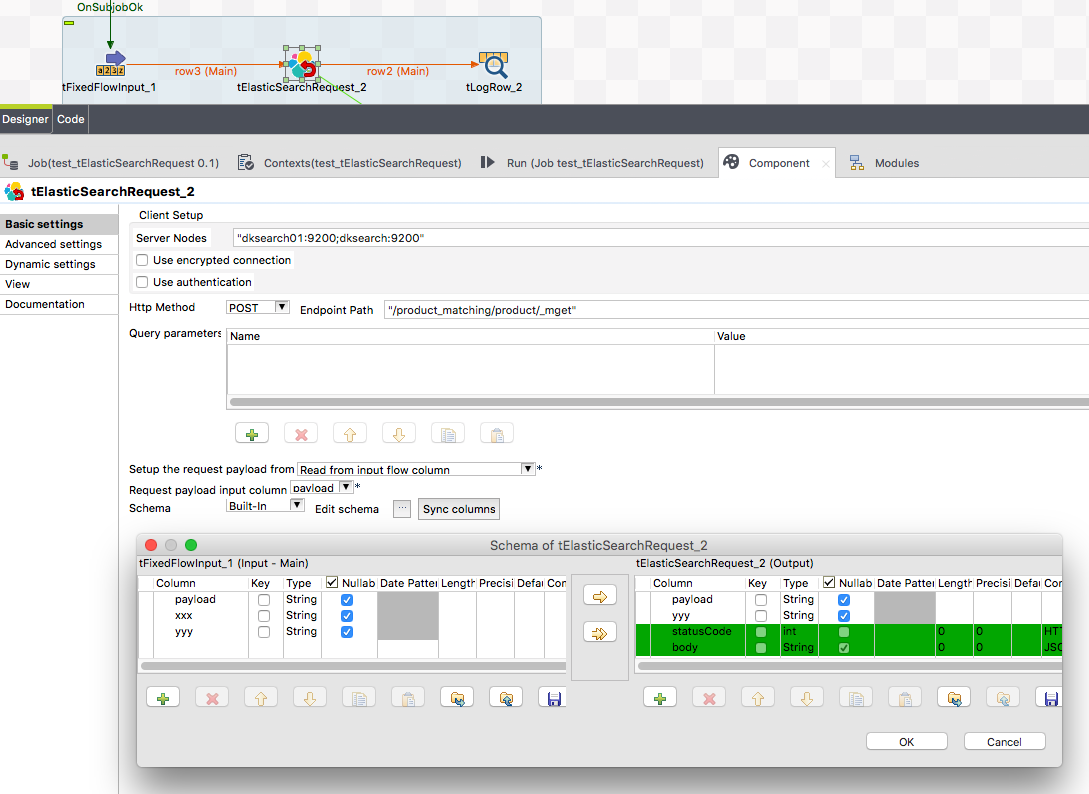 OnSubjobOk
row3 (Main)
row2 (Main)
tFixedFlowInput_1
tElasticSearchRequest_2
tLogRow_2
Designer
Code
Job(test_tElasticSearchRequest 0.1)
Contexts(test_tElasticSearchRequest)
Run (Job test_tElasticSearchRequest)
Component
Modules
tElasticSearchRequest_2
Basic settings
Advanced settings
Dynamic settings
View
Documentation
Client Setup
Server Nodes "dksearch01:9200;dksearch:9200"
Use encrypted connection
Use authentication
Http Method POST Endpoint Path "/product_matching/product/_mget"
Query parameters Name Value
Setup the request payload from Read from input flow column *
Request payload input column payload *
Schema Built-In Edit schema ... Sync columns
Schema of tElasticSearchRequest_2
tFixedFlowInput_1 (Input - Main)
Column Key Type Nullab Date Patter Length Precisi Defau Con
payload String
xxx String
yyy String
tElasticSearchRequest_2 (Output)
Column Key Type Nullab Date Patter Length Precisi Defau Cor
payload String
yyy String
statusCode int 0 0 HTT
body String 0 0 JSO
OK
Cancel